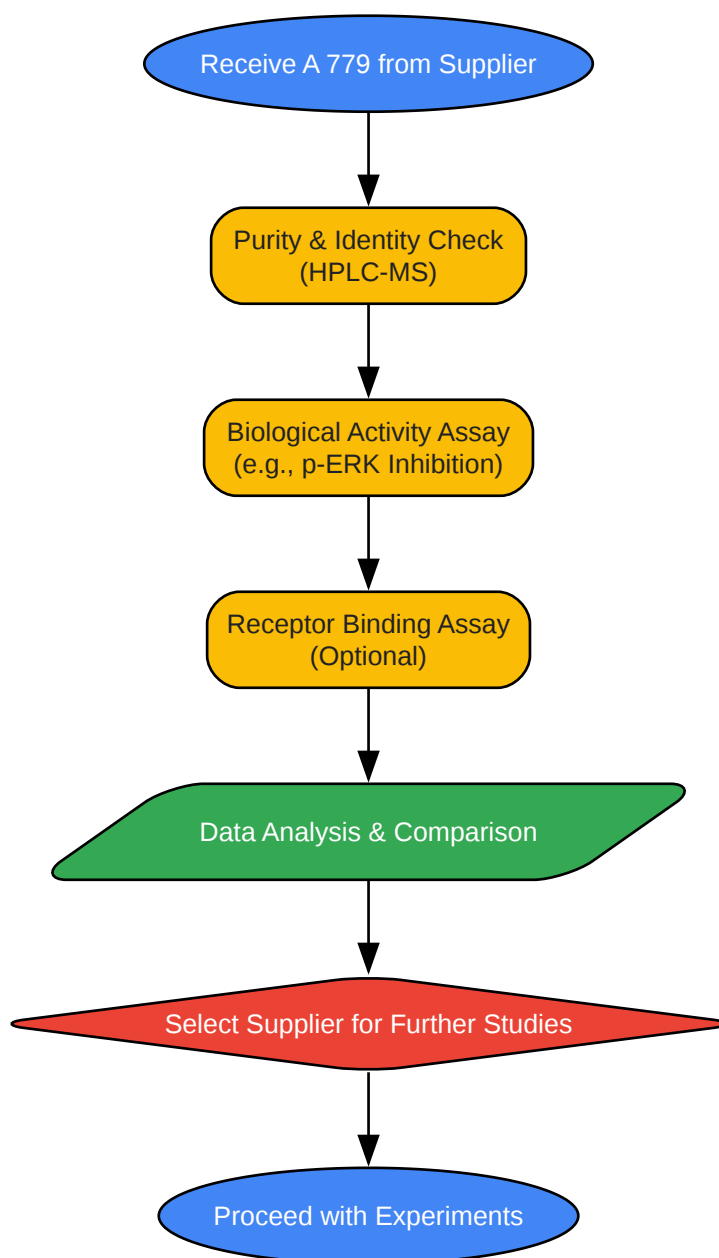 Receive A 779 from Supplier
Purity & Identity Check
(HPLC-MS)
Biological Activity Assay
(e.g., p-ERK Inhibition)
Receptor Binding Assay
(Optional)
Data Analysis & Comparison
Select Supplier for Further Studies
Proceed with Experiments